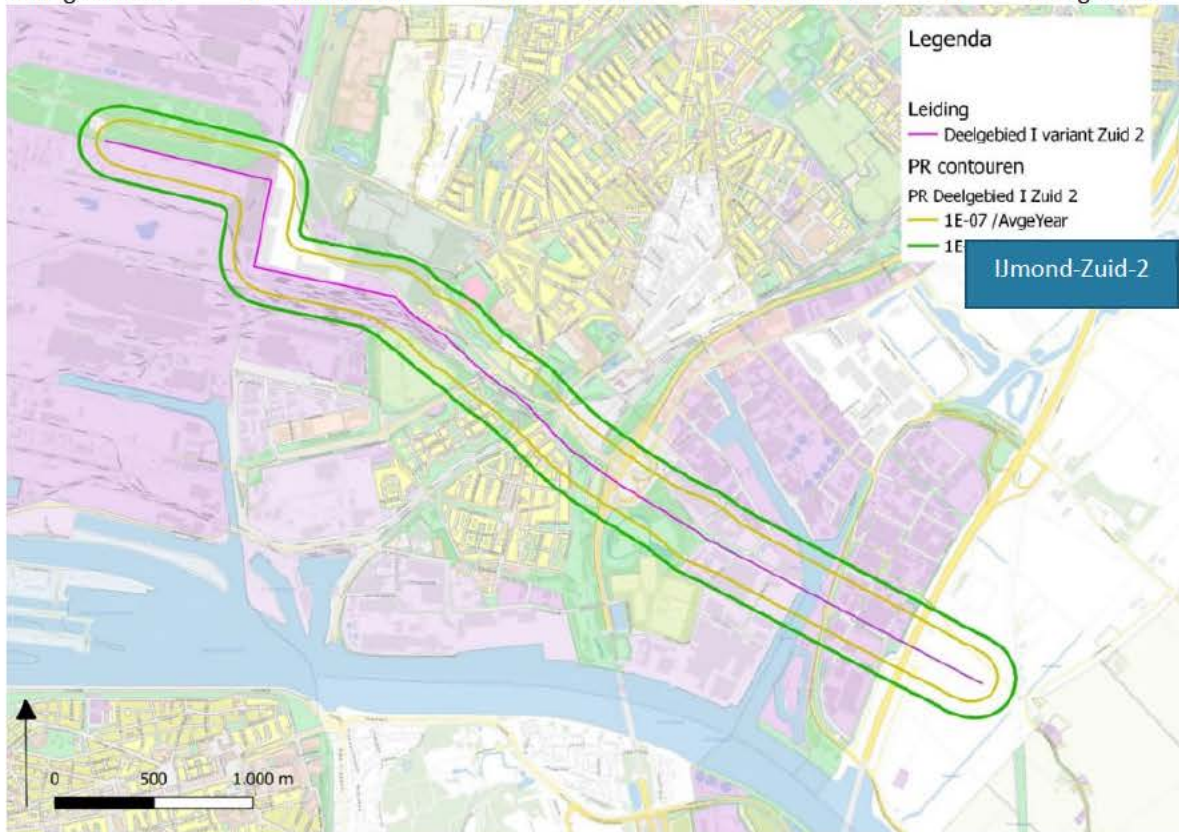 Legenda
Leiding
Deelgebied I variant Zuid 2
PR contouren
PR Deelgebied I Zuid 2
1E-07 /AvgeYear
1E-
IJmond-Zuid-2
0 500 1.000 m